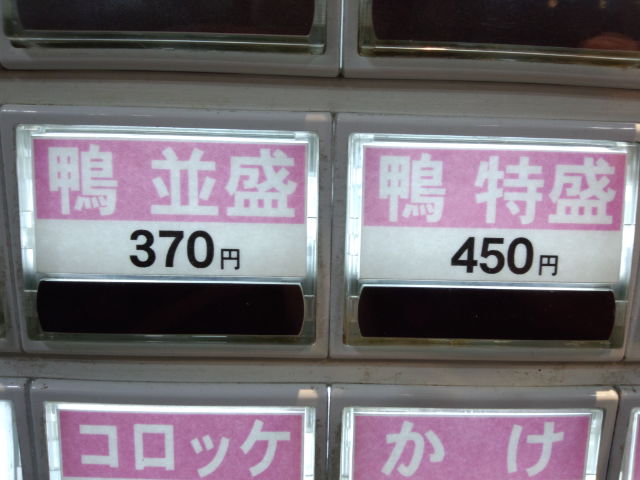 鴨 並盛
370円
鴨 特盛
450円
コロッケ
かけ